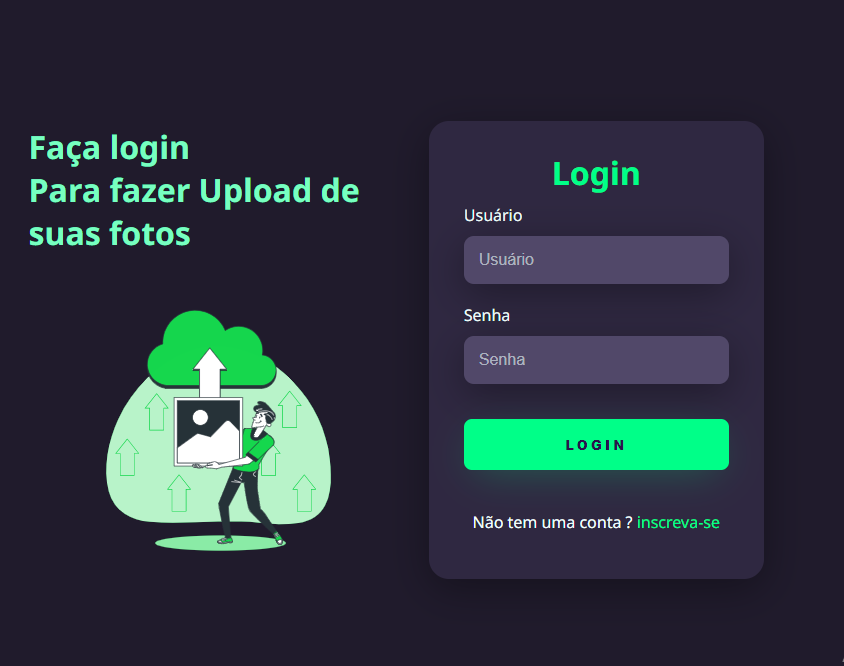 Faça login
Para fazer Upload de
suas fotos
Login
Usuário
Usuário
Senha
Senha
LOGIN
Não tem uma conta ? inscreva-se